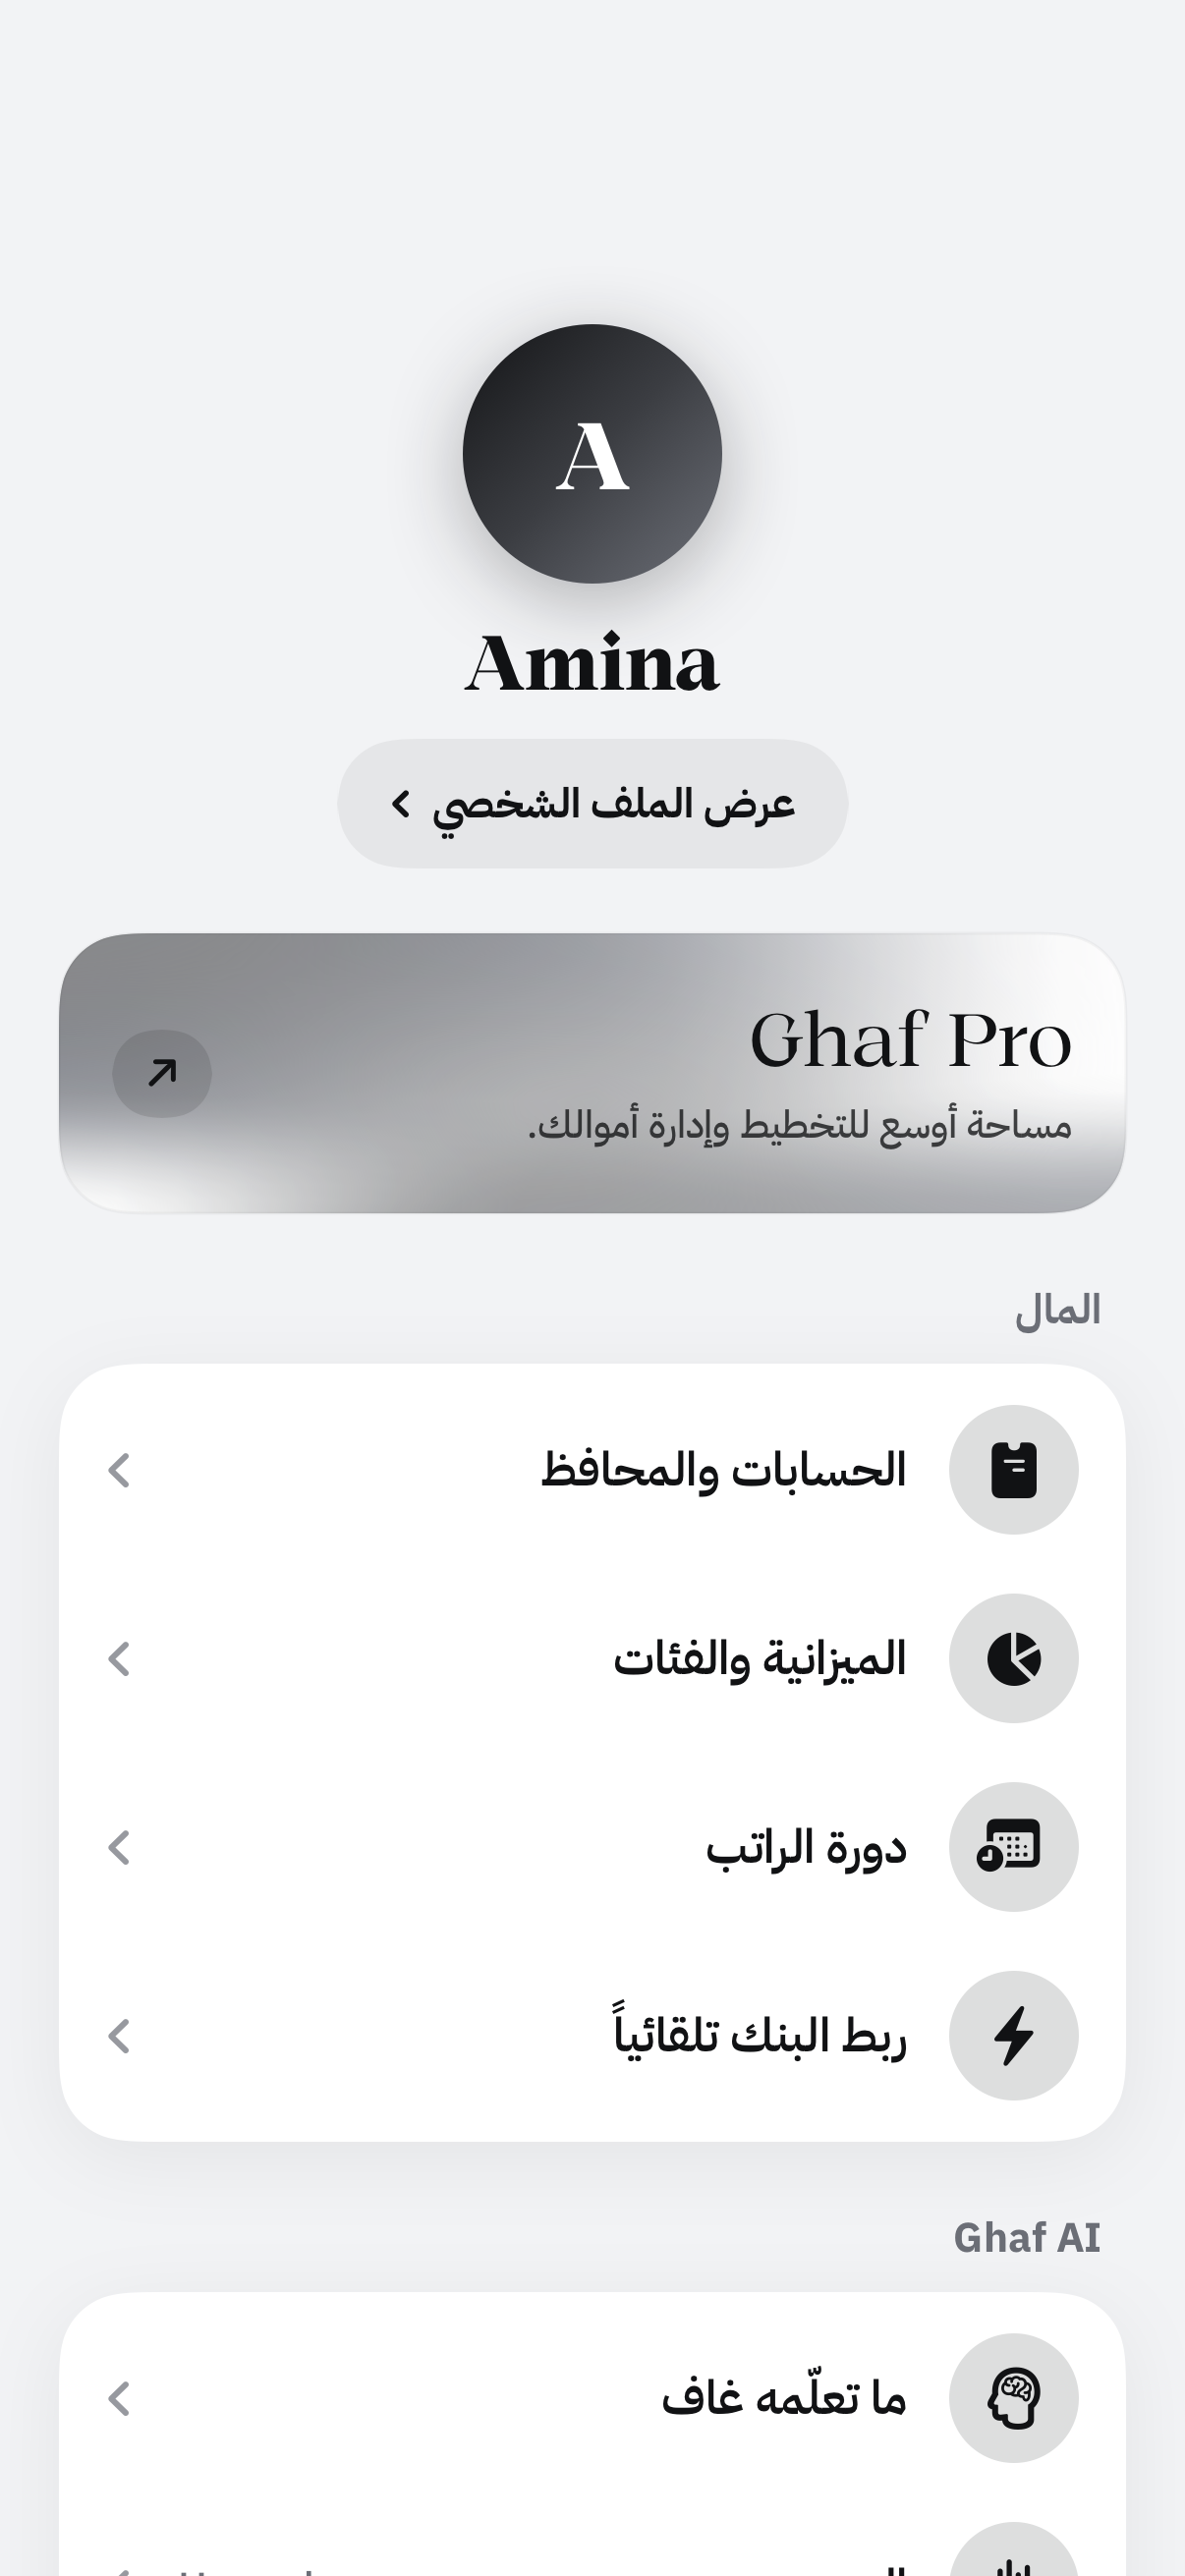 A
Amina
عرض الملف الشخصي
Ghaf Pro
مساحة أوسع للتخطيط وإدارة أموالك.
المال
الحسابات والمحافظ
الميزانية والفئات
دورة الراتب
ربط البنك تلقائياً
Ghaf AI
ما تعلّمه غاف